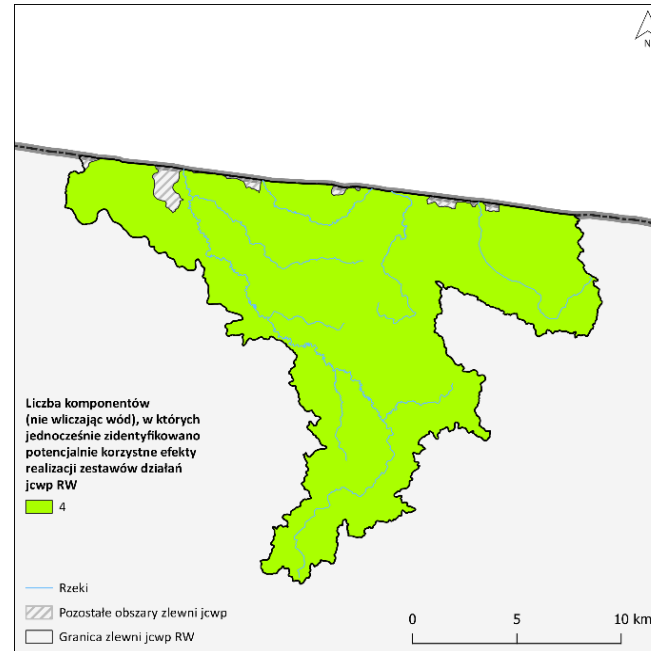 N
Liczba komponentów
(nie wliczając wód), w których
jednocześnie zidentyfikowano
potencjalnie korzystne efekty
realizacji zestawów działań
jcwp RW
4
Rzeki
Pozostałe obszary zlewni jcwp
Granica zlewni jcwp RW
0 5 10 km